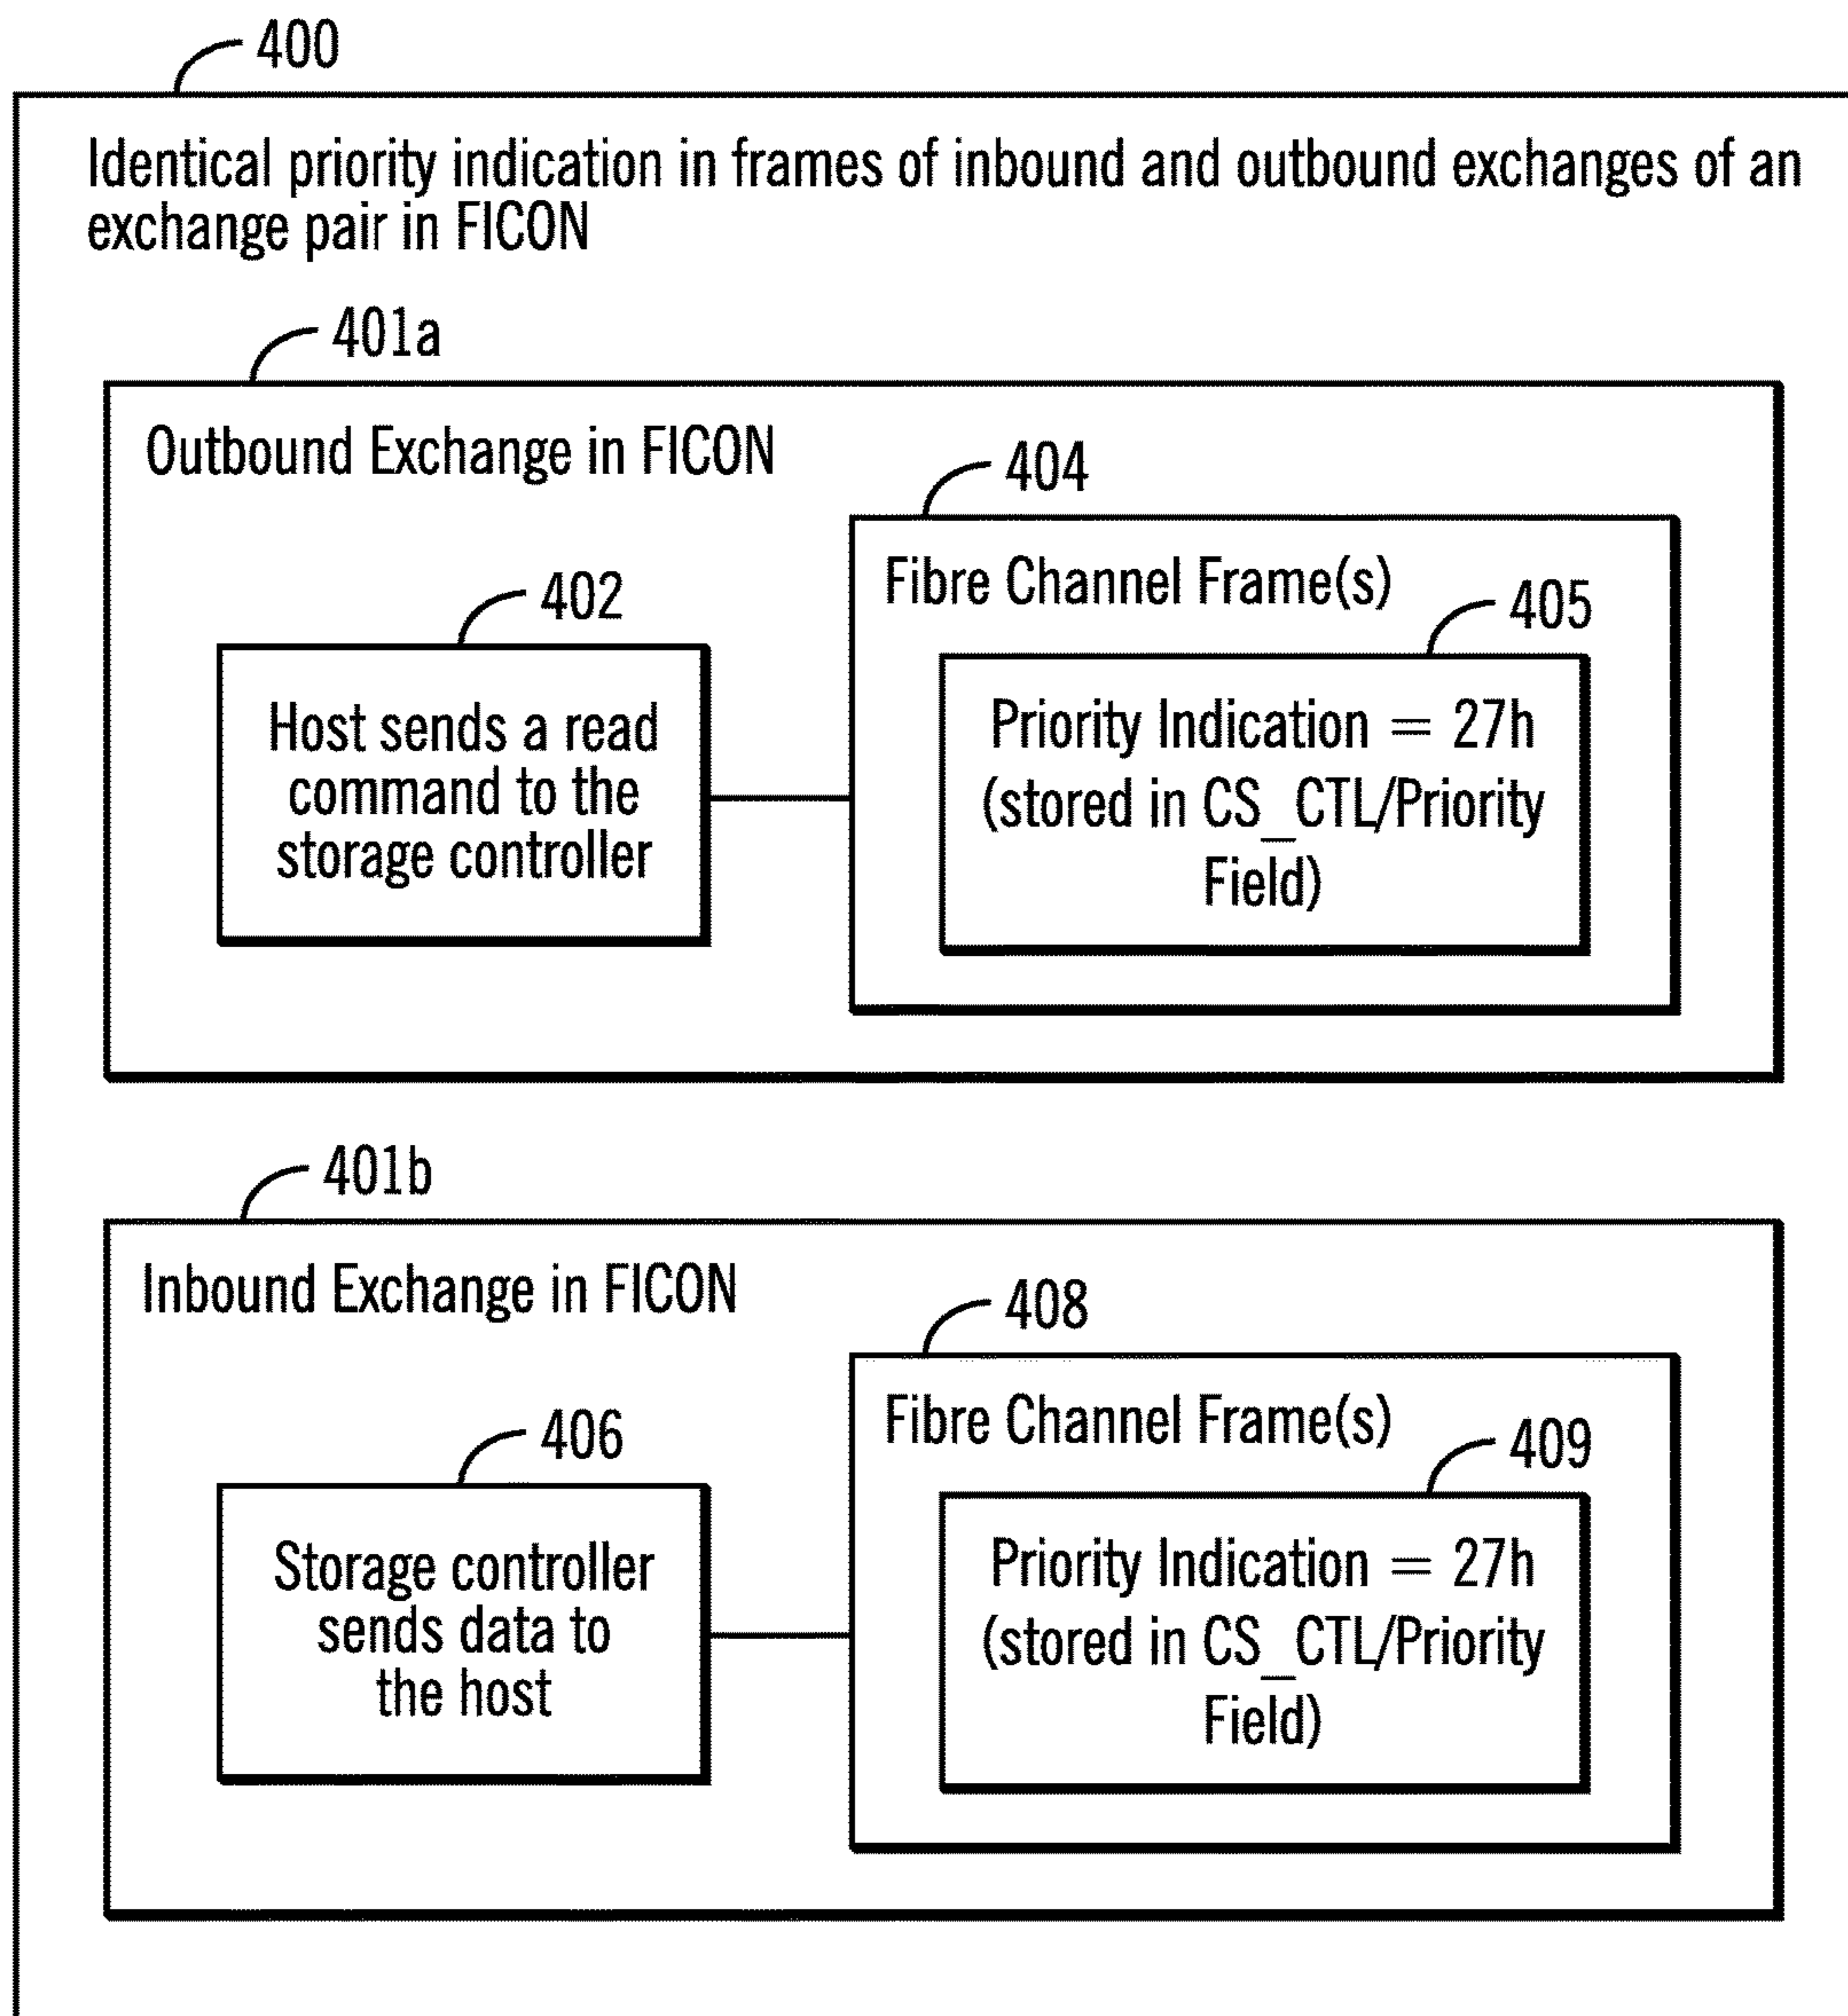 400
Identical priority indication in frames of inbound and outbound exchanges of an
exchange pair in FICON
401a
Outbound Exchange in FICON
404
Fibre Channel Frame(s)
402
405
Host sends a read
command to the
storage controller
Priority Indication = 27h
(stored in CS_CTL/Priority
Field)
401b
Inbound Exchange in FICON
408
Fibre Channel Frame(s)
406
409
Storage controller
sends data to
the host
Priority Indication = 27h
(stored in CS_CTL/Priority
Field)